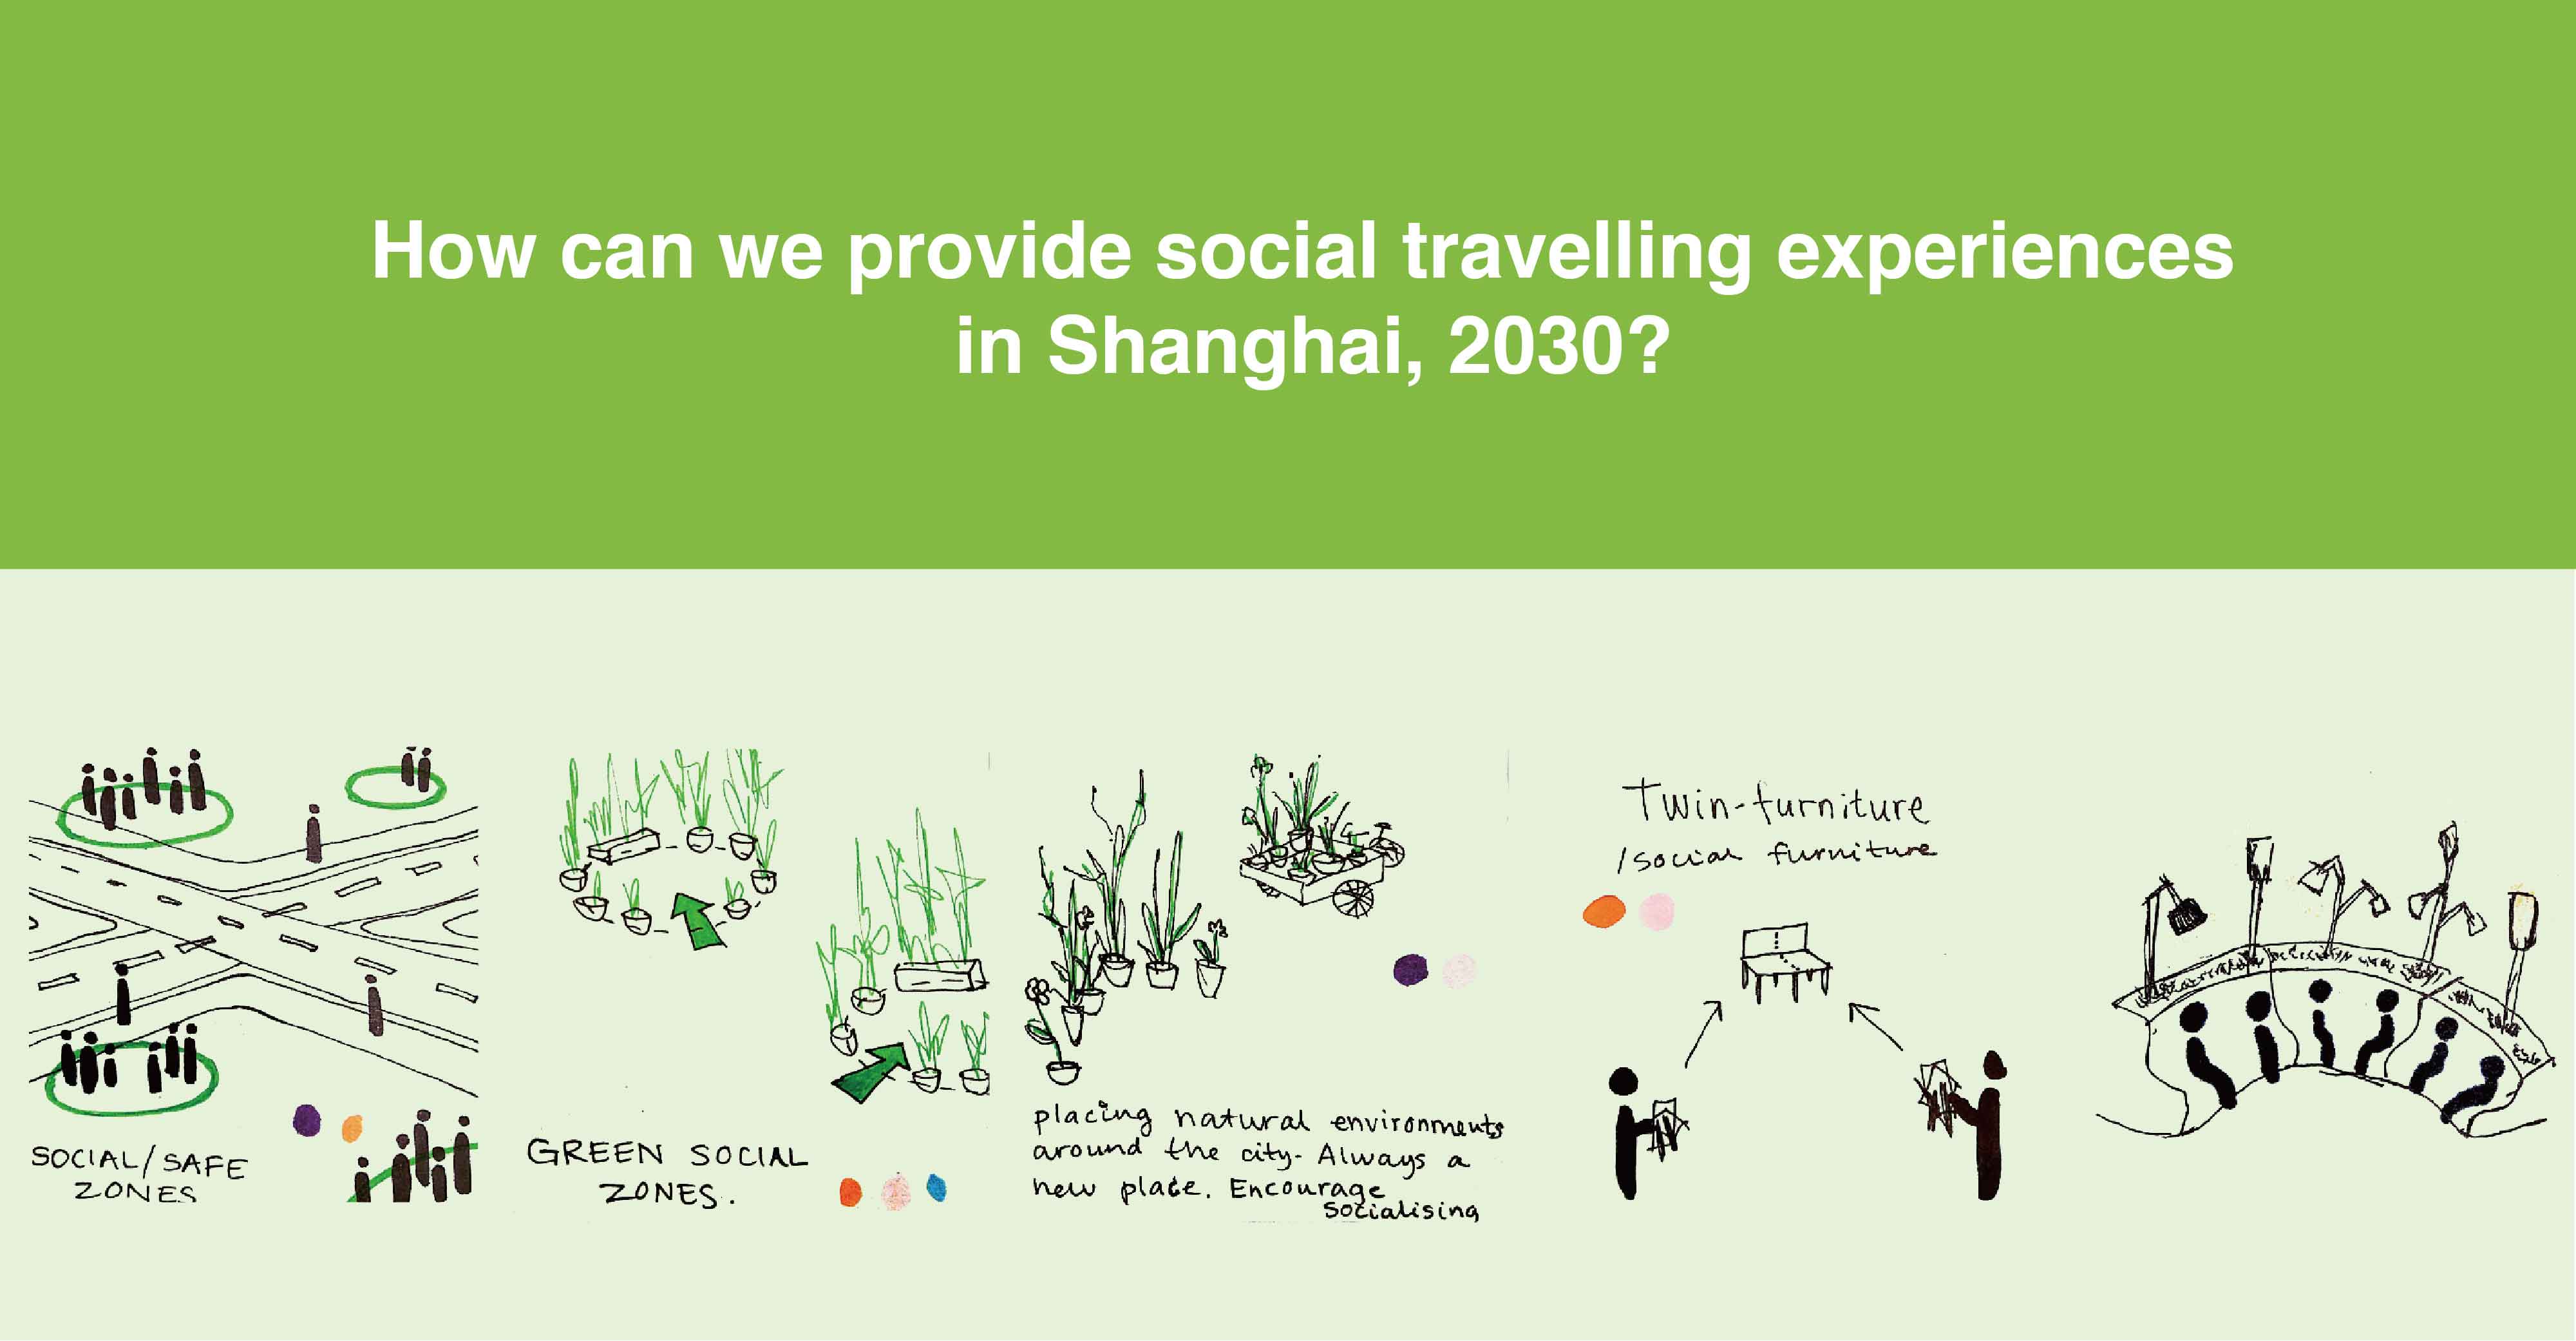 How can we provide social travelling experiences
in Shanghai, 2030?
SOCIAL/SAFE
ZONES
GREEN SOCIAL
ZONES.
placing natural environments
around the city- Always a
new place. Encourage
Socialising
Twin-furniture
/social furniture